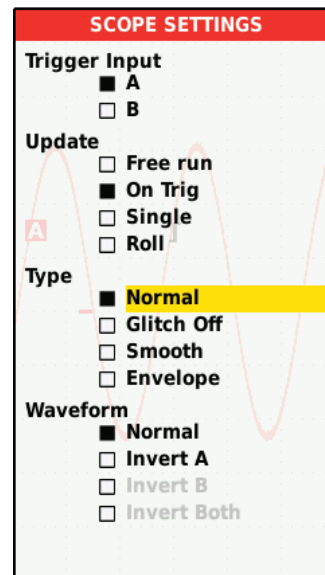 SCOPE SETTINGS
Trigger Input
A
B
Update
Free run
On Trig
Single
A
Roll
Type
Normal
Glitch Off
Smooth
Envelope
Waveform
Normal
Invert A
Invert B
Invert Both